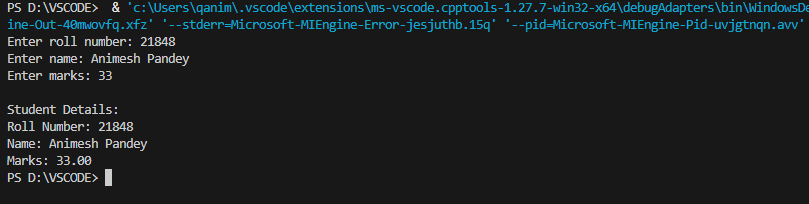 PS D:\VSCODE>  & 'c:\Users\qanim\.vscode\extensions\ms-vscode.cpptools-1.27.7-win32-x64\debugAdapters\bin\WindowsDe
ine-Out-40mwovfq.xfz' '--stderr=Microsoft-MIEngine-Error-jesjuthb.15q' '--pid=Microsoft-MIEngine-Pid-uvjgtnqn.avv'
Enter roll number: 21848
Enter name: Animesh Pandey
Enter marks: 33

Student Details:
Roll Number: 21848
Name: Animesh Pandey
Marks: 33.00
PS D:\VSCODE>